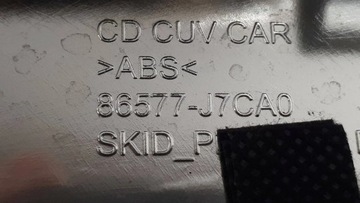 CD CUV CAR
>ABS<
86577-J7CA0
SKID_P